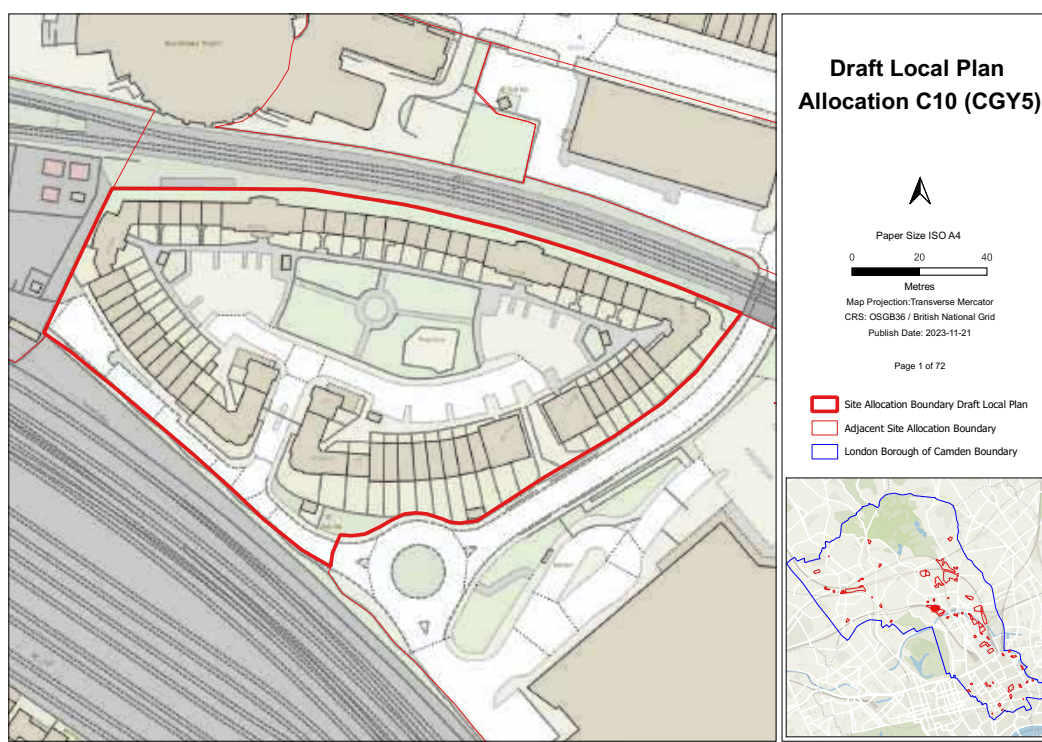 Draft Local Plan
Allocation C10 (CGY5)
Paper Size ISO A4
0 20 40
Metres
Map Projection:Transverse Mercator
CRS: OSGB36 / British National Grid
Publish Date: 2023-11-21
Page 1 of 72
Site Allocation Boundary Draft Local Plan
Adjacent Site Allocation Boundary
London Borough of Camden Boundary